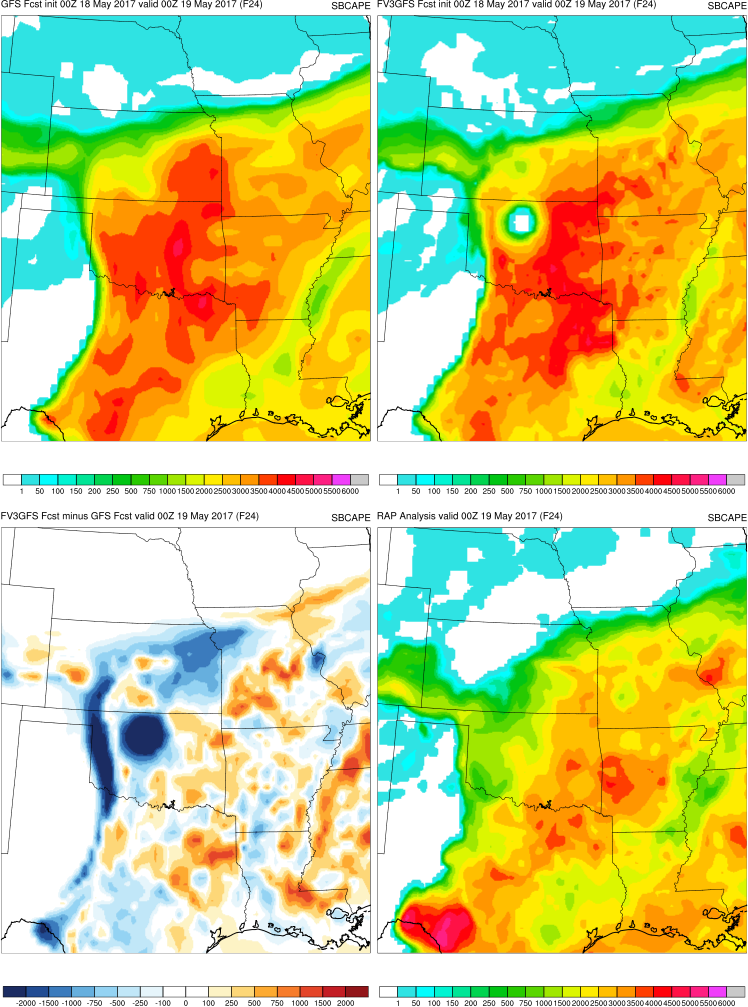 GFS Fcst init 00Z 18 May 2017 valid 00Z 19 May 2017 (F24) SBCAPE
FV3GFS Fcst init 00Z 18 May 2017 valid 00Z 19 May 2017 (F24) SBCAPE
1 50 100 150 200 250 500 750 1000 1500 2000 2500 3000 3500 4000 4500 5000 5500 6000
1 50 100 150 200 250 500 750 1000 1500 2000 2500 3000 3500 4000 4500 5000 5500 6000
FV3GFS Fcst minus GFS Fcst valid 00Z 19 May 2017 (F24) SBCAPE
RAP Analysis valid 00Z 19 May 2017 (F24) SBCAPE
-2000 -1500 -1000 -750 -500 -250 -100 0 100 250 500 750 1000 1500 2000
1 50 100 150 200 250 500 750 1000 1500 2000 2500 3000 3500 4000 4500 5000 5500 6000